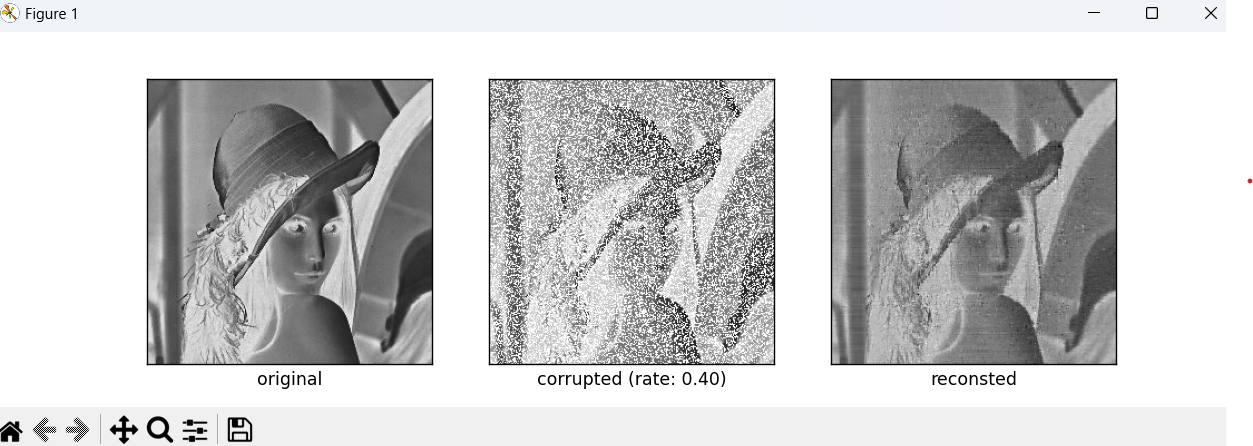 Figure 1
original
corrupted (rate: 0.40)
reconsted